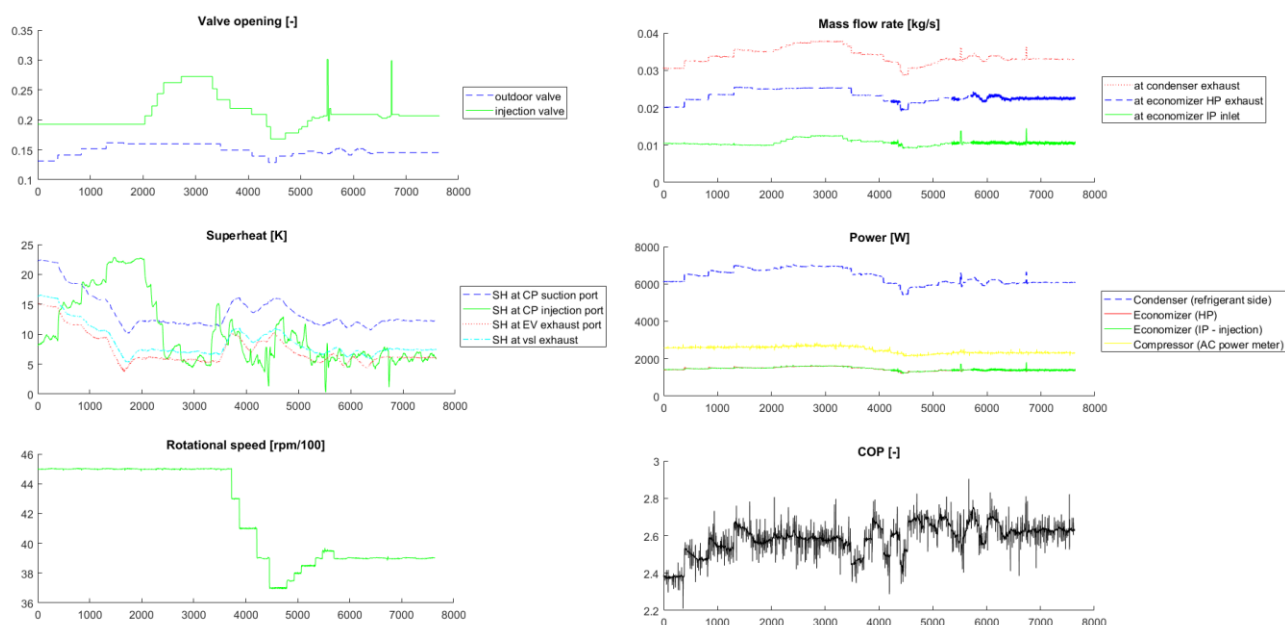 Valve opening [-]
0.35
0.3
0.25
0.2
0.15
0.1
0 1000 2000 3000 4000 5000 6000 7000 8000
outdoor valve
injection valve
Mass flow rate [kg/s]
0.04
0.03
0.02
0.01
0
0 1000 2000 3000 4000 5000 6000 7000 8000
at condenser exhaust
at economizer HP exhaust
at economizer IP inlet
Superheat [K]
25
20
15
10
5
0
0 1000 2000 3000 4000 5000 6000 7000 8000
SH at CP suction port
SH at CP injection port
SH at EV exhaust port
SH at vsl exhaust
Power [W]
8000
6000
4000
2000
0
0 1000 2000 3000 4000 5000 6000 7000 8000
Condenser (refrigerant side)
Economizer (HP)
Economizer (IP - injection)
Compressor (AC power meter)
Rotational speed [rpm/100]
46
44
42
40
38
36
0 1000 2000 3000 4000 5000 6000 7000 8000
COP [-]
3
2.8
2.6
2.4
2.2
0 1000 2000 3000 4000 5000 6000 7000 8000